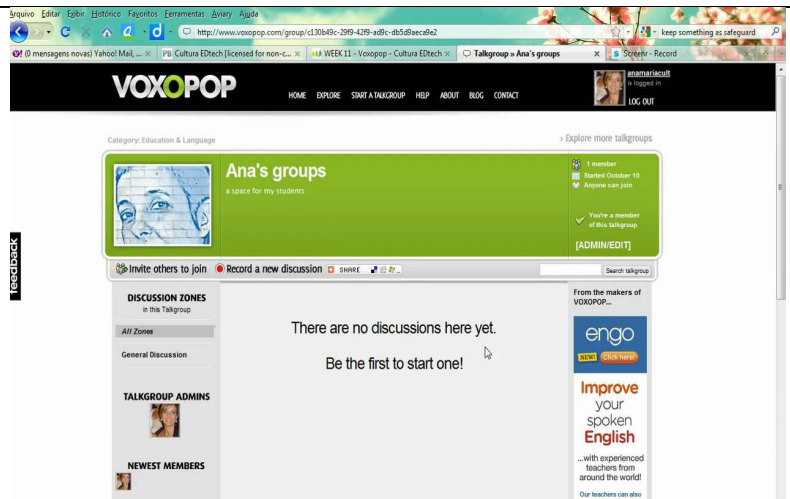 Arquivo Editar Exibir Histórico Favoritos Ferramentas Aviary Ajuda
http://www.voxopop.com/group/c130b49c-29f9-42f9-ad9c-db5d9aeca9e2
keep something as safeguard
(0 mensagens novas) Yahoo! Mail, ...
PB Cultura EDtech [licensed for non-c...
WEEK 11 - Voxopop - Cultura EDtech
Talkgroup » Ana's groups
Screenr - Record
VOXOPOP
HOME EXPLORE START A TALKGROUP HELP ABOUT BLOG CONTACT
anamariacult
is logged in
LOG OUT
Category: Education & Language
› Explore more talkgroups
Ana's groups
a space for my students
1 member
Started October 10
Anyone can join
You're a member
of this talkgroup
[ADMIN/EDIT]
feedback
Invite others to join
Record a new discussion
SHARE
Search talkgroup
DISCUSSION ZONES
in this Talkgroup
All Zones
General Discussion
TALKGROUP ADMINS
NEWEST MEMBERS
There are no discussions here yet.
Be the first to start one!
From the makers of
VOXOPOP...
engo
NEW! Click here!
Improve
your
spoken
English
...with experienced
teachers from
around the world!
Our teachers can also